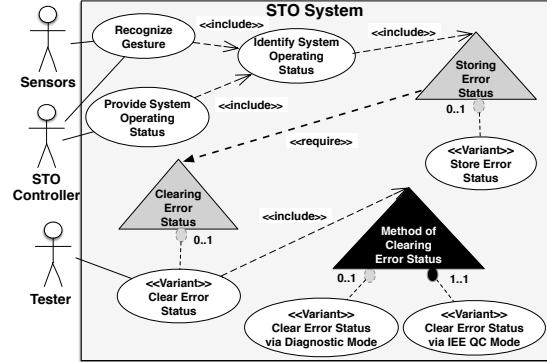 STO System
Recognize
Gesture
<<include>>
Identify System
Operating
Status
<<include>>
Sensors
Storing
Error
Status
Provide System
Operating
Status
<<include>>
0..1
<<require>>
STO
Controller
<<Variant>>
Store Error
Status
Clearing
Error
Status
<<include>>
0..1
Method of
Clearing
Error Status
0..1
1..1
Tester
<<Variant>>
Clear Error
Status
<<Variant>>
Clear Error Status
via Diagnostic Mode
<<Variant>>
Clear Error Status
via IEE QC Mode